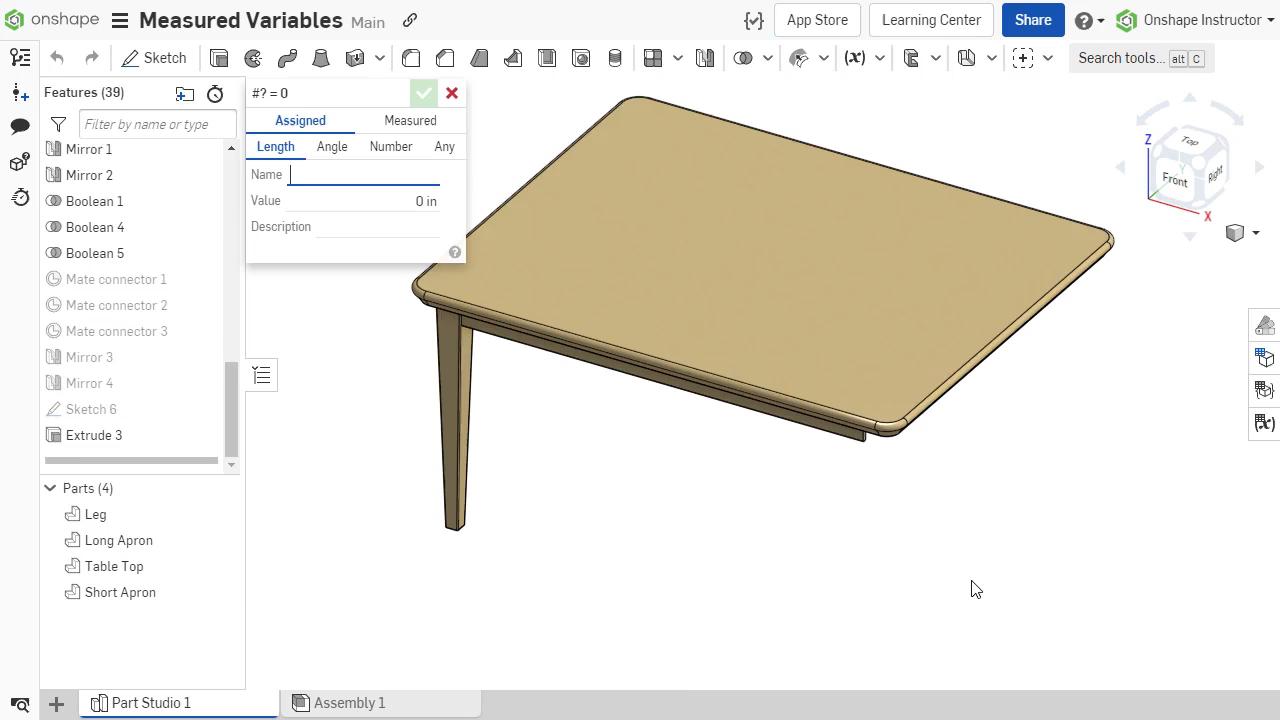 onshape Measured Variables Main App Store Learning Center Share Onshape Instructor
Sketch Search tools... alt C
Features (39) #? = 0
Filter by name or type Assigned Measured
Mirror 1 Length Angle Number Any
Mirror 2 Name
Boolean 1 Value 0 in
Boolean 4 Description
Boolean 5
Mate connector 1
Mate connector 2
Mate connector 3
Mirror 3
Mirror 4
Sketch 6
Extrude 3
Parts (4)
Leg
Long Apron
Table Top
Short Apron
Z
Top
Y
Front Right
X
Part Studio 1 Assembly 1